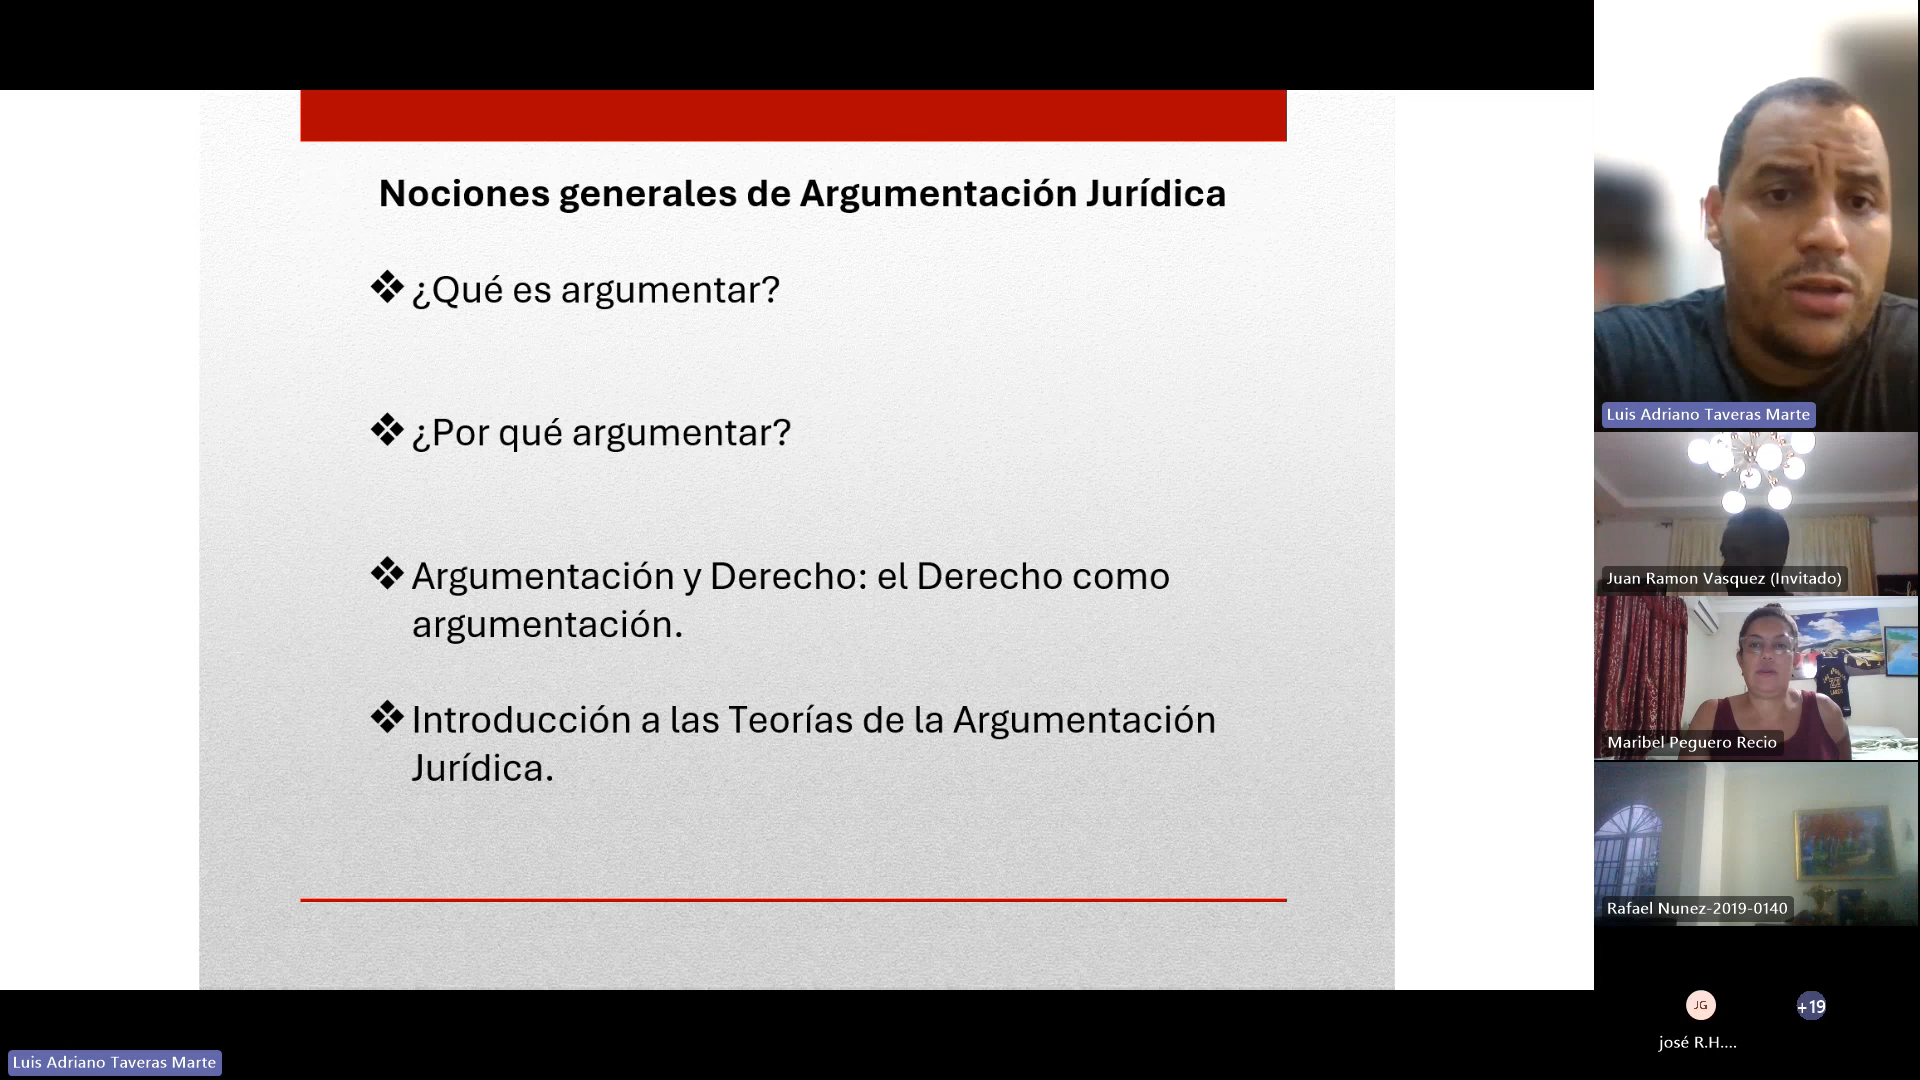 Nociones generales de Argumentación Jurídica
❖ ¿Qué es argumentar?
❖ ¿Por qué argumentar?
❖ Argumentación y Derecho: el Derecho como
argumentación.
❖ Introducción a las Teorías de la Argumentación
Jurídica.
Luis Adriano Taveras Marte
Juan Ramon Vasquez (Invitado)
Maribel Peguero Recio
Rafael Nunez-2019-0140
JG
+19
josé R.H....
Luis Adriano Taveras Marte